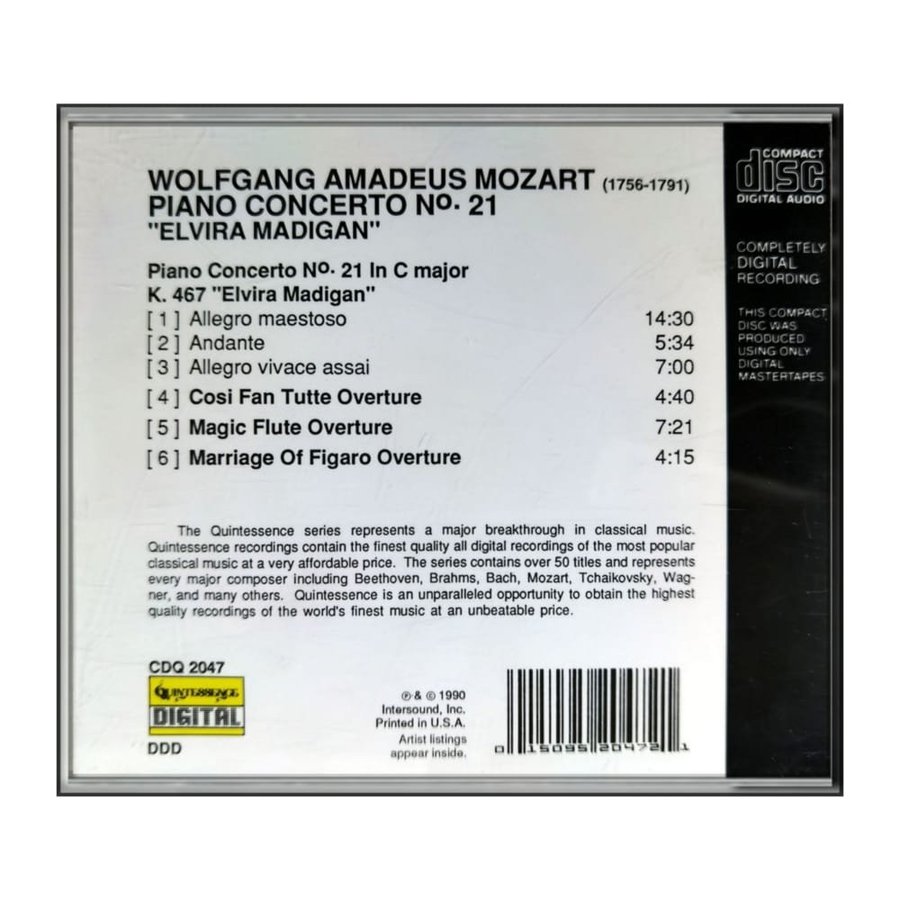 WOLFGANG AMADEUS MOZART (1756-1791)
PIANO CONCERTO No. 21
"ELVIRA MADIGAN"
Piano Concerto No. 21 In C major
K. 467 "Elvira Madigan"
[ 1 ] Allegro maestoso 14:30
[ 2 ] Andante 5:34
[ 3 ] Allegro vivace assai 7:00
[ 4 ] Cosi Fan Tutte Overture 4:40
[ 5 ] Magic Flute Overture 7:21
[ 6 ] Marriage Of Figaro Overture 4:15
The Quintessence series represents a major breakthrough in classical music.
Quintessence recordings contain the finest quality all digital recordings of the most popular
classical music at a very affordable price. The series contains over 50 titles and represents
every major composer including Beethoven, Brahms, Bach, Mozart, Tchaikovsky, Wag-
ner, and many others. Quintessence is an unparalleled opportunity to obtain the highest
quality recordings of the world's finest music at an unbeatable price.
CDQ 2047
QUINTESSENCE
DIGITAL
DDD
℗ & © 1990
Intersound, Inc.
Printed in U.S.A.
Artist listings
appear inside.
0 15095 20472 1
COMPACT
disc
DIGITAL AUDIO
COMPLETELY
DIGITAL
RECORDING
THIS COMPACT
DISC WAS
PRODUCED
USING ONLY
DIGITAL
MASTERTAPES